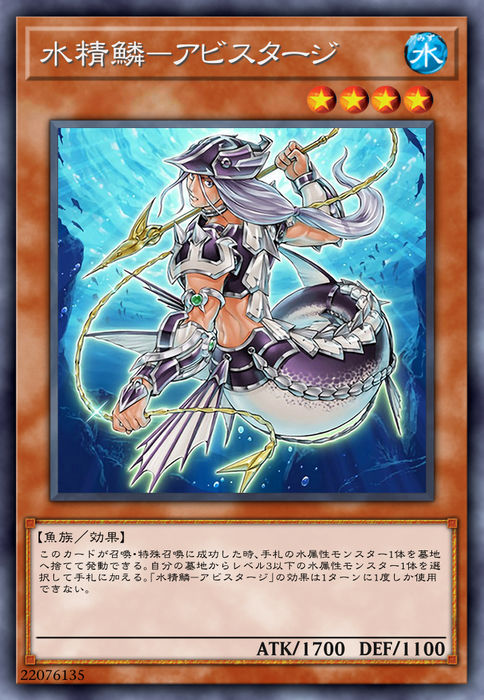 水精鱗－アビスタージ
みず
水
【魚族／効果】
このカードが召喚・特殊召喚に成功した時、手札の水属性モンスター1体を墓地
へ捨てて発動できる。自分の墓地からレベル3以下の水属性モンスター1体を選
択して手札に加える。「水精鱗－アビスタージ」の効果は1ターンに1度しか使用
できない。
ATK/1700 DEF/1100
22076135